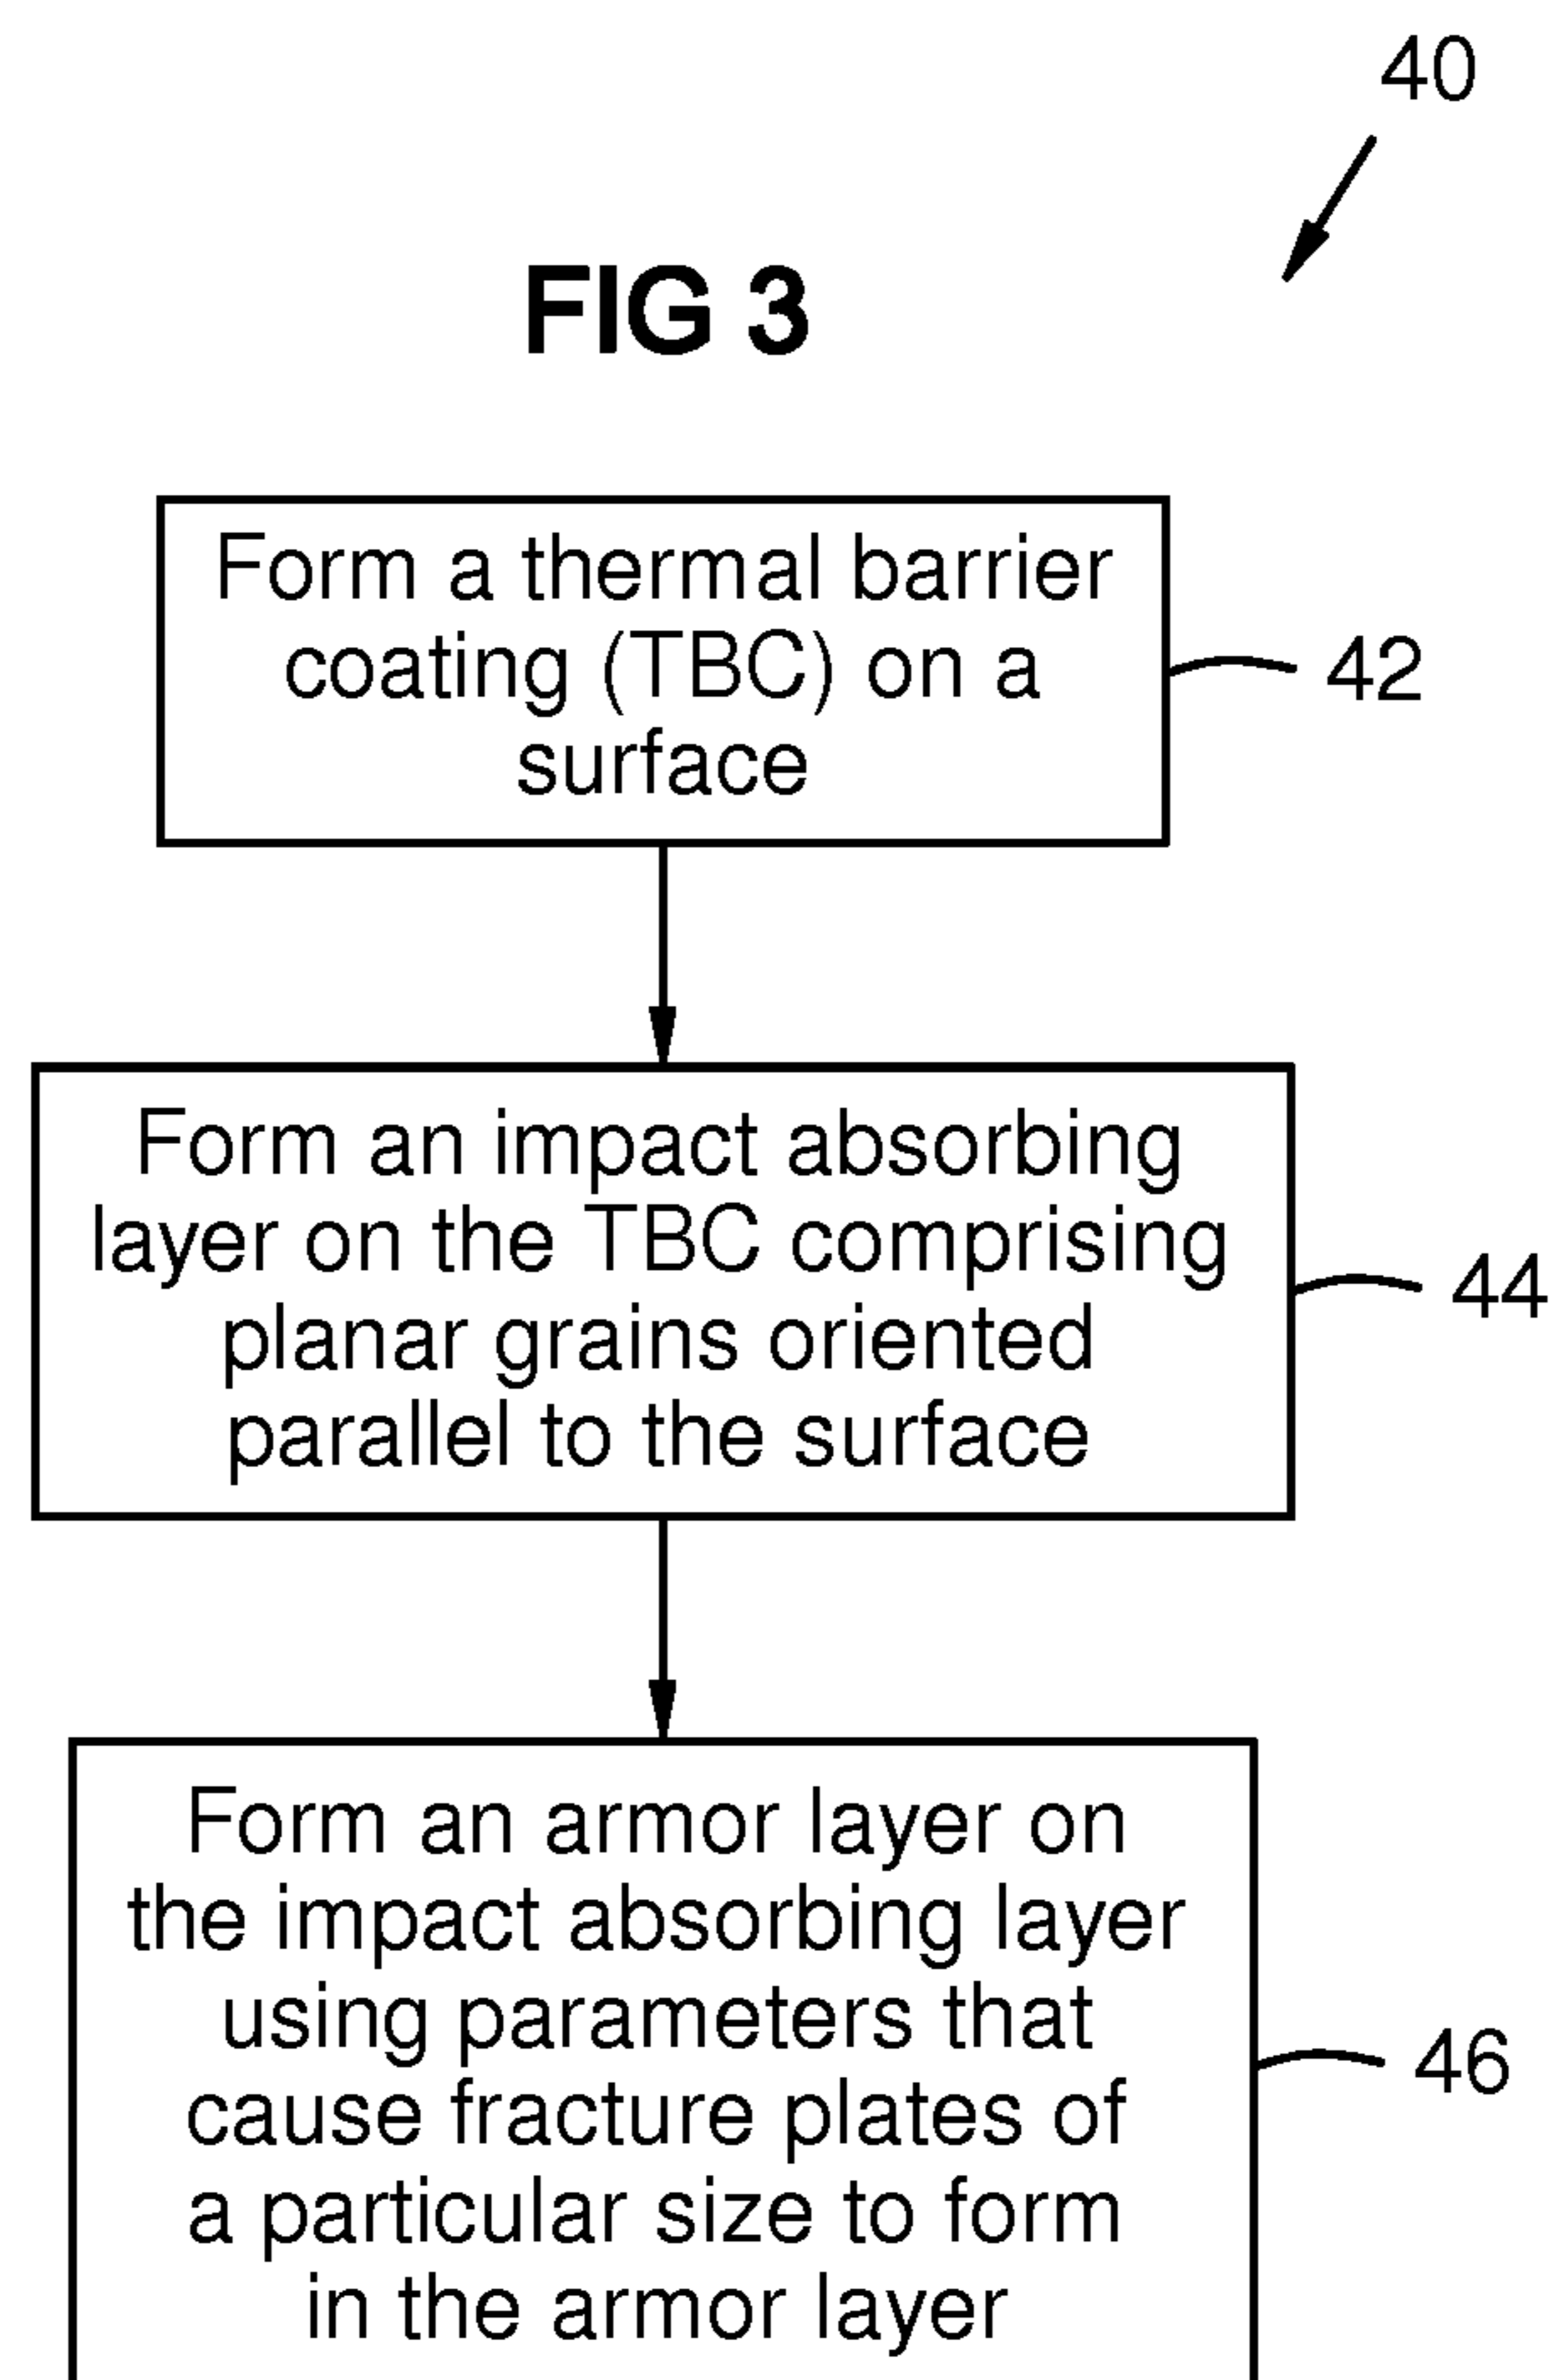 40
FIG 3
Form a thermal barrier
coating (TBC) on a
surface
42
Form an impact absorbing
layer on the TBC comprising
planar grains oriented
parallel to the surface
44
Form an armor layer on
the impact absorbing layer
using parameters that
cause fracture plates of
a particular size to form
in the armor layer
46